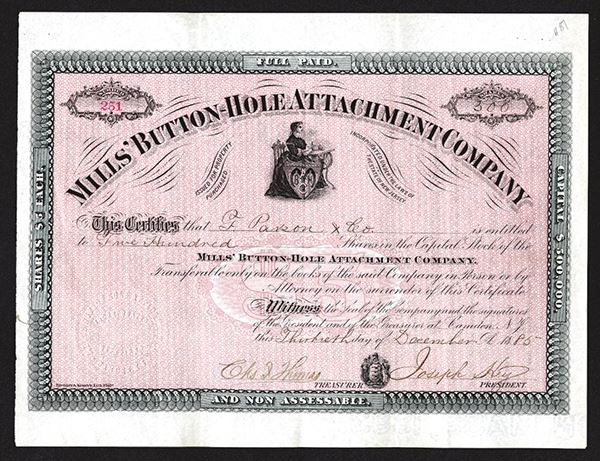 FULL PAID.
251
500
MILLS' BUTTON-HOLE ATTACHMENT COMPANY
ISSUED FOR PROPERTY PURCHASED.
INCORPORATED UNDER THE LAWS OF THE STATE OF NEW JERSEY
SHARES $5 EACH.
CAPITAL $500,000.
This Certifies that F. Paxson & Co. is entitled
to Five Hundred Shares in the Capital Stock of the
MILLS' BUTTON-HOLE ATTACHMENT COMPANY.
Transferable only on the books of the said Company in Person or by
Attorney on the surrender of this Certificate.
Witness the Seal of the company and the signatures
of the President and of the Treasurer at Camden, N.J.
this Thirtieth day of December A. 1885
Chs D Thomas
TREASURER
Joseph
PRESIDENT.
AND NON ASSESSABLE.